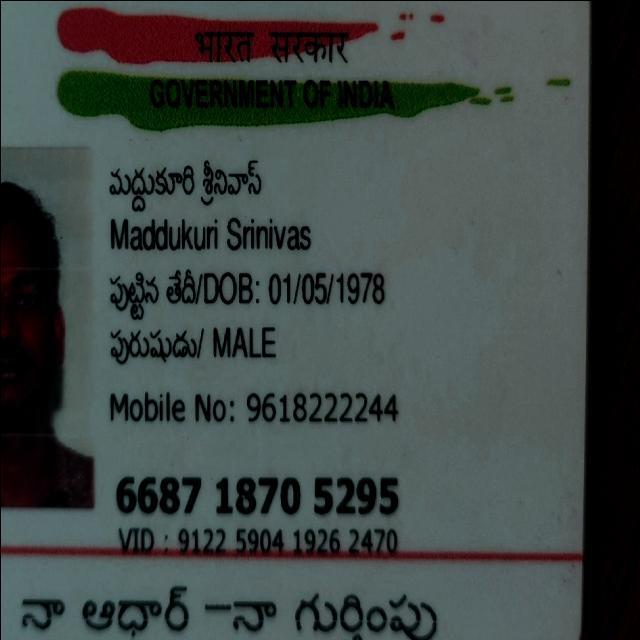 भारत सरकार
GOVERNMENT OF INDIA
మద్దుకూరి శ్రీనివాస్
Maddukuri Srinivas
పుట్టిన తేదీ/DOB: 01/05/1978
పురుషుడు/ MALE
Mobile No: 9618222244
6687 1870 5295
VID : 9122 5904 1926 2470
నా ఆధార్ –నా గుర్తింపు